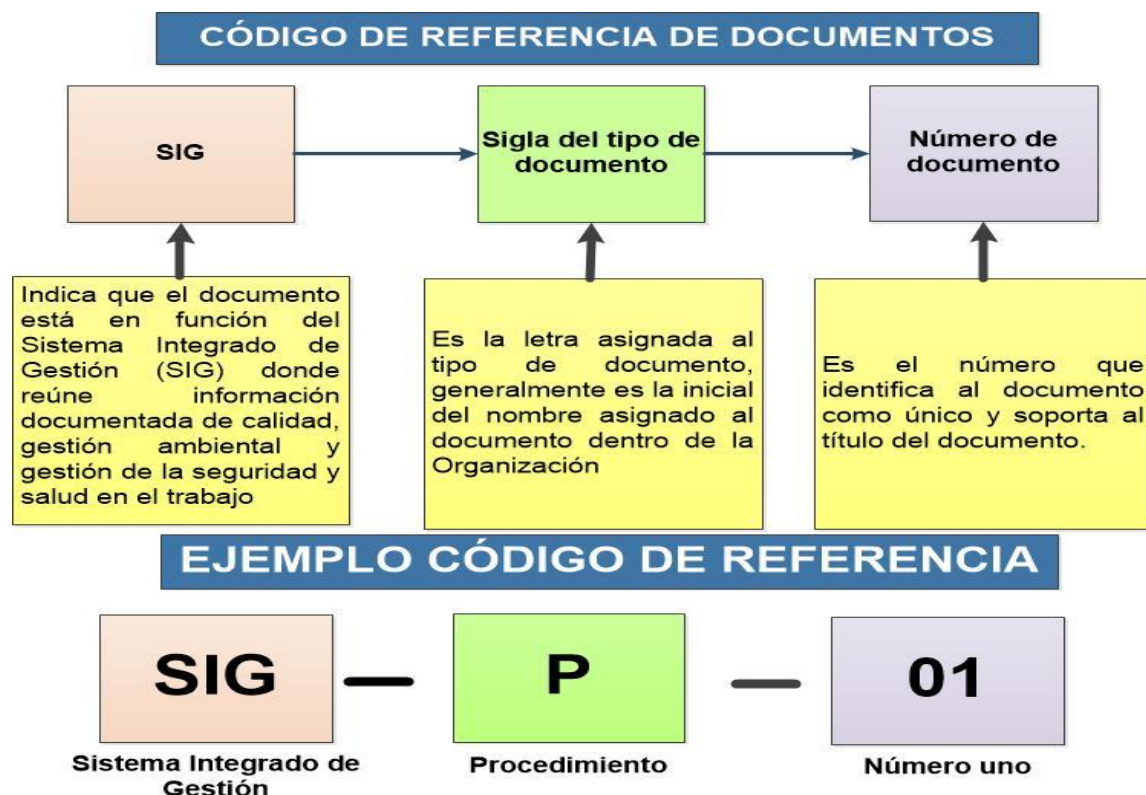 CÓDIGO DE REFERENCIA DE DOCUMENTOS
SIG
Sigla del tipo de
documento
Número de
documento
Indica que el documento
está en función del
Sistema Integrado de
Gestión (SIG) donde
reúne información
documentada de calidad,
gestión ambiental y
gestión de la seguridad y
salud en el trabajo
Es la letra asignada al
tipo de documento,
generalmente es la inicial
del nombre asignado al
documento dentro de la
Organización
Es el número que
identifica al documento
como único y soporta al
título del documento.
EJEMPLO CÓDIGO DE REFERENCIA
SIG — P — 01
Sistema Integrado de
Gestión
Procedimiento
Número uno